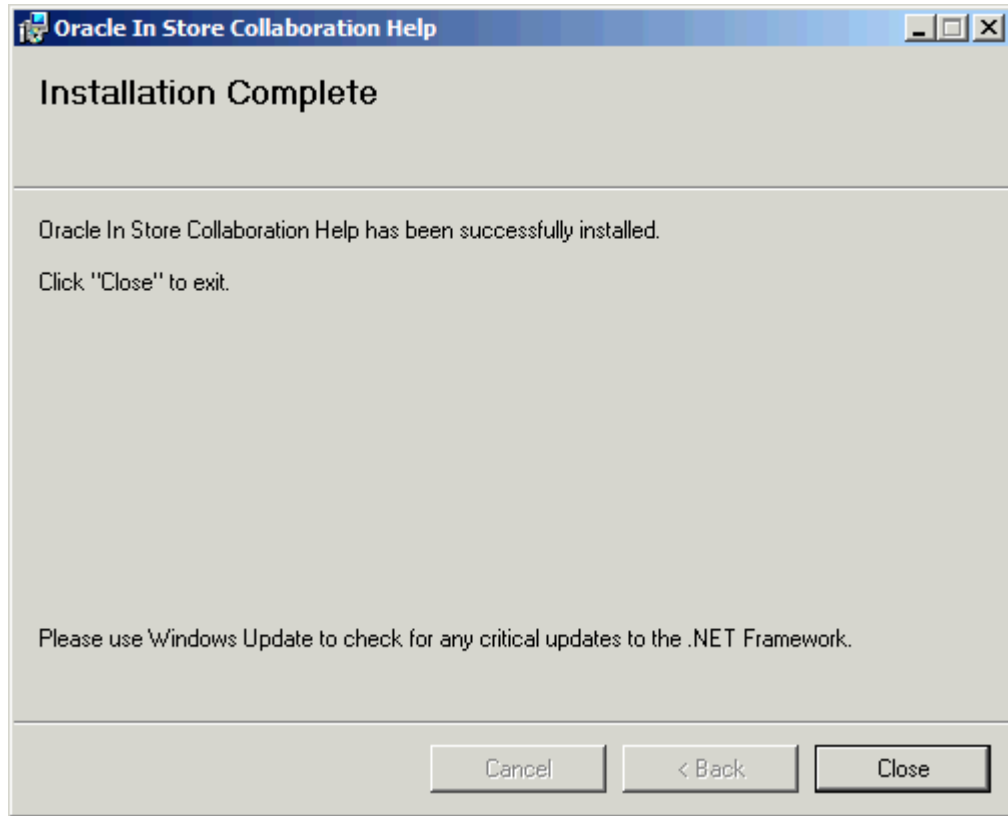 Oracle In Store Collaboration Help
Installation Complete
Oracle In Store Collaboration Help has been successfully installed.
Click "Close" to exit.
Please use Windows Update to check for any critical updates to the .NET Framework.
Cancel
< Back
Close